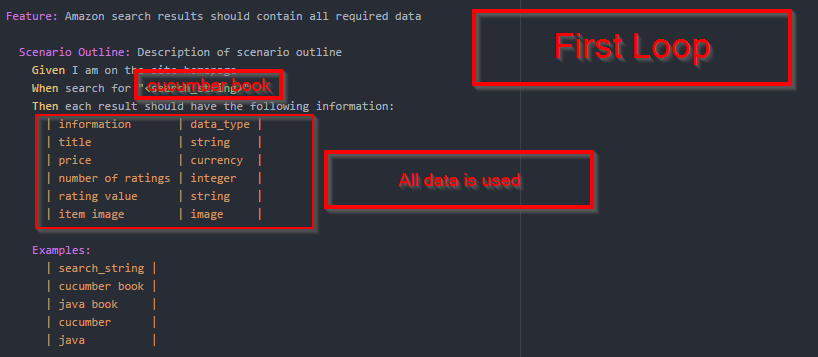 Feature: Amazon search results should contain all required data
First Loop
Scenario Outline: Description of scenario outline
Given I am on the site homepage
When search for "<search_string>"
cucumber book
Then each result should have the following information:
| information | data_type |
| title | string |
| price | currency |
| number of ratings | integer |
| rating value | string |
| item image | image |
All data is used
Examples:
| search_string |
| cucumber book |
| java book |
| cucumber |
| java |